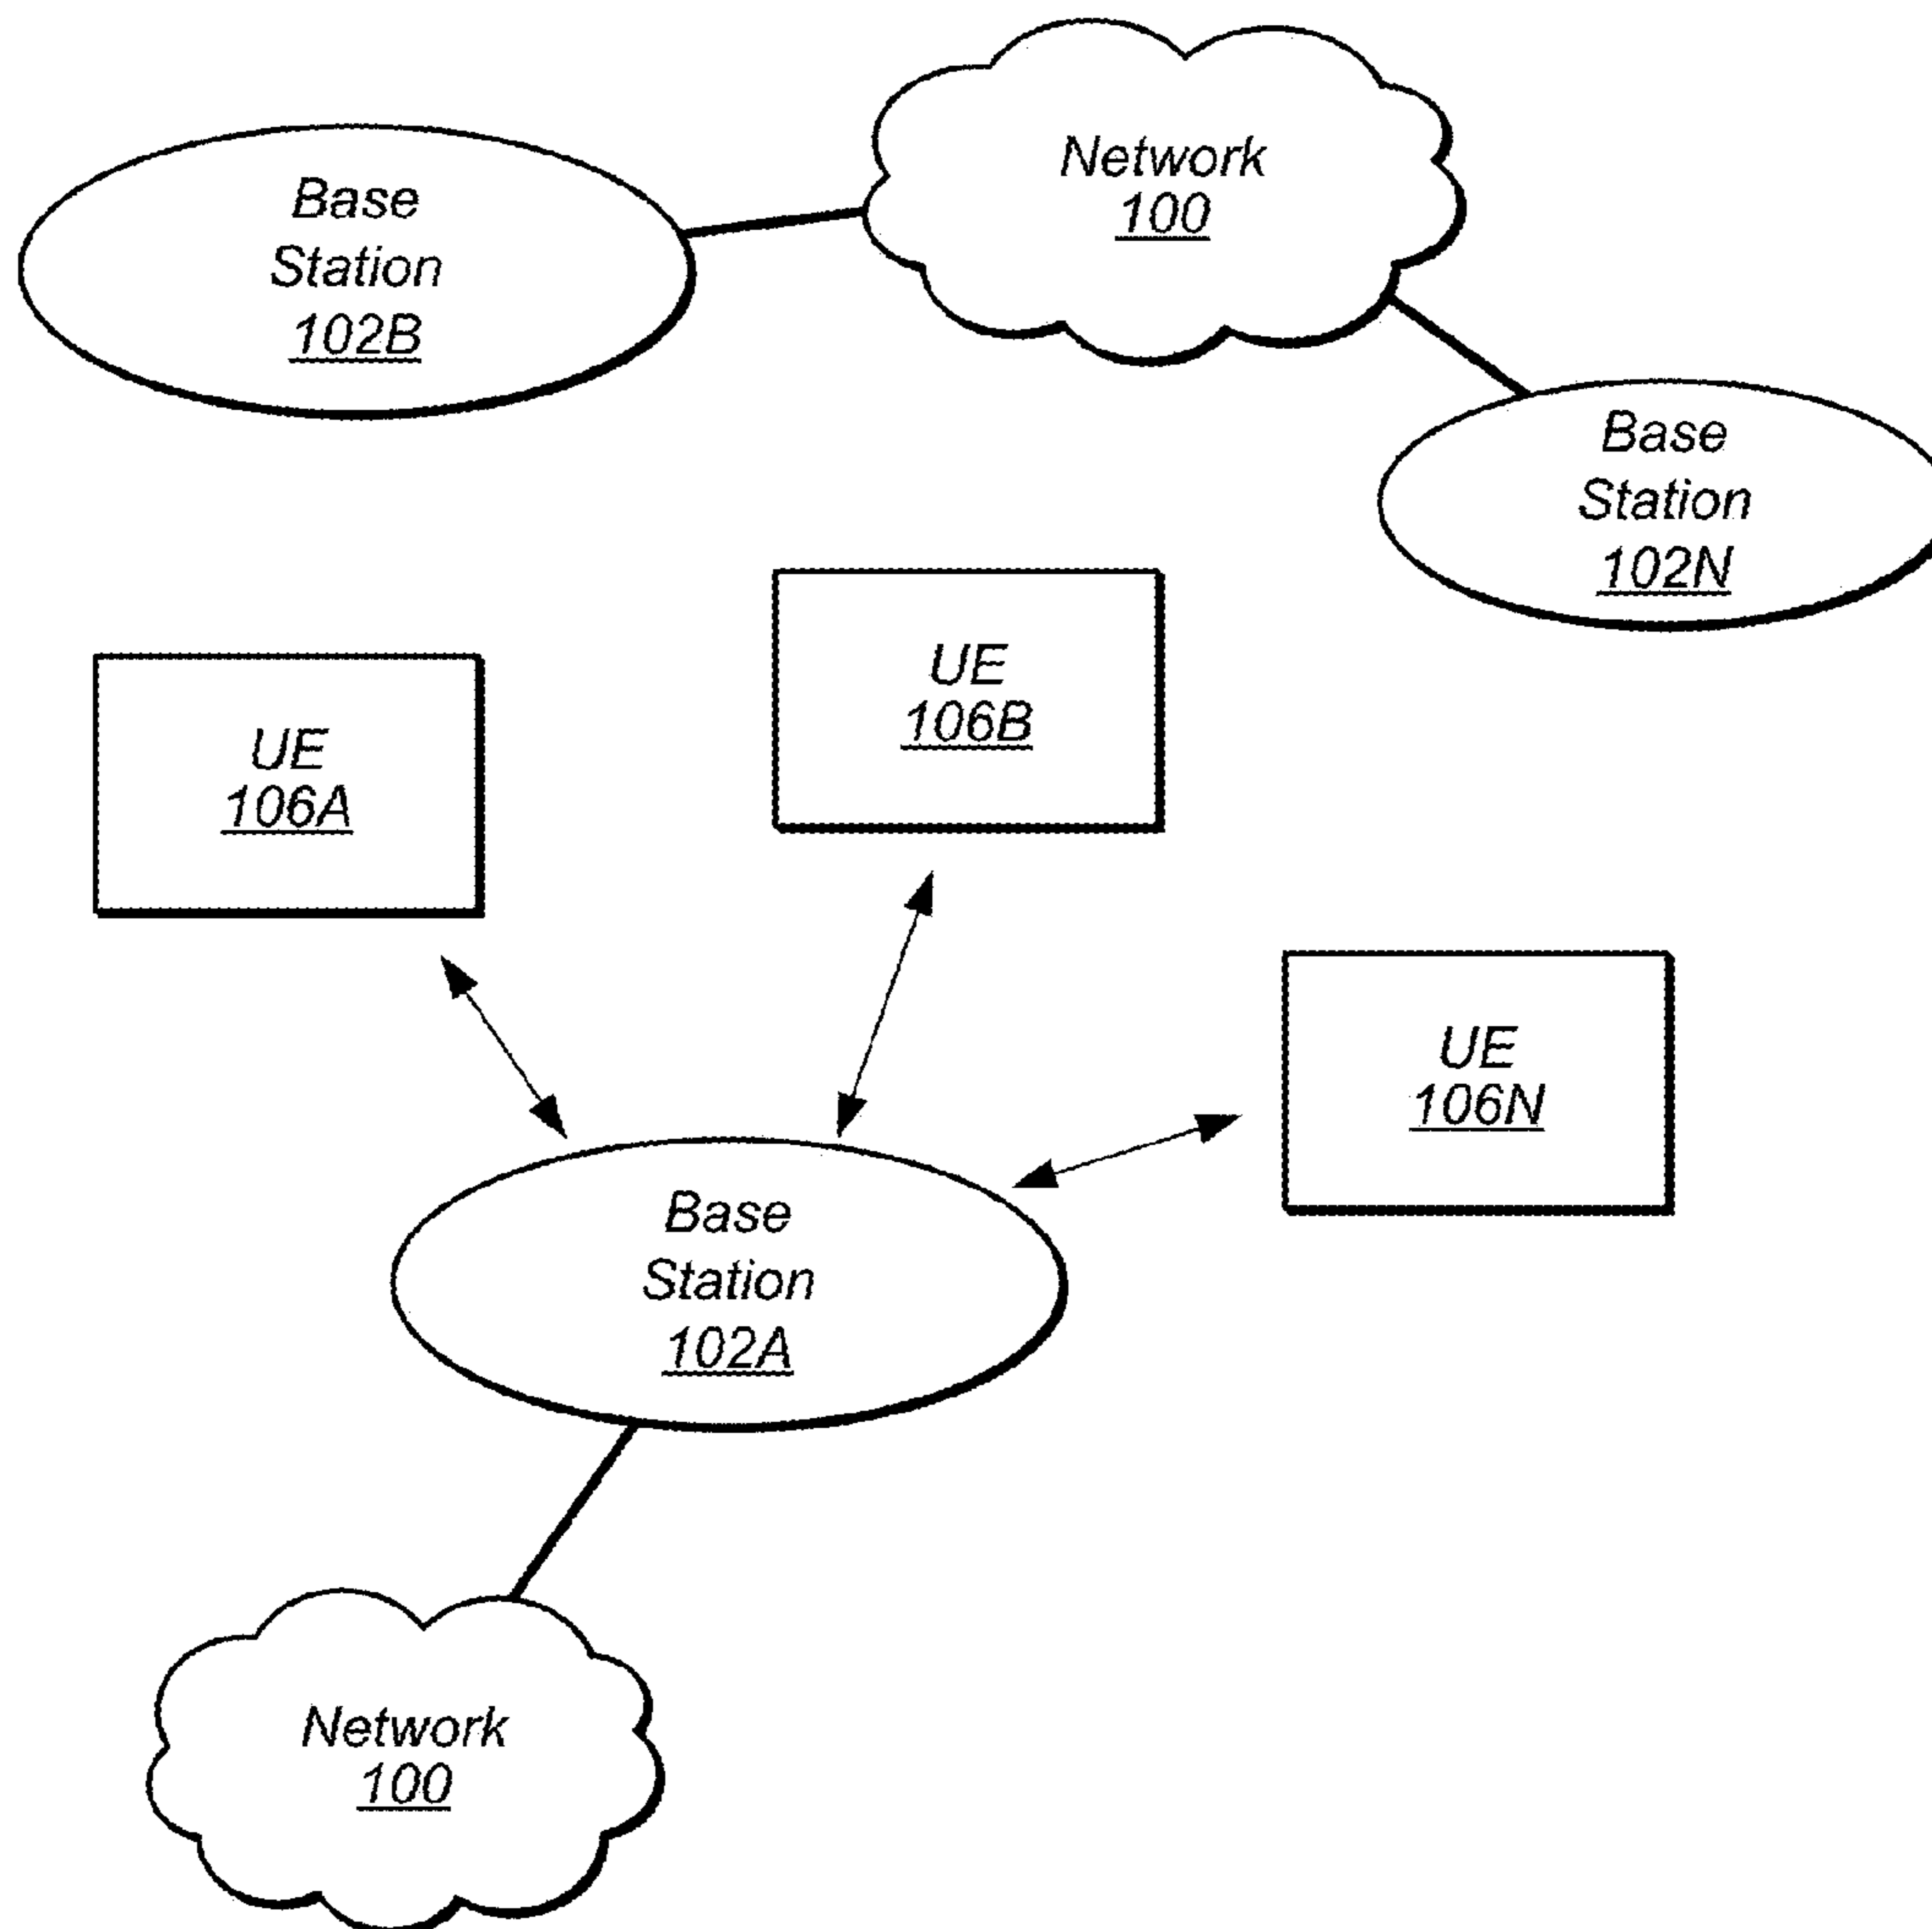 Network
100
Base
Station
102B
Base
Station
102N
UE
106B
UE
106A
UE
106N
Base
Station
102A
Network
100